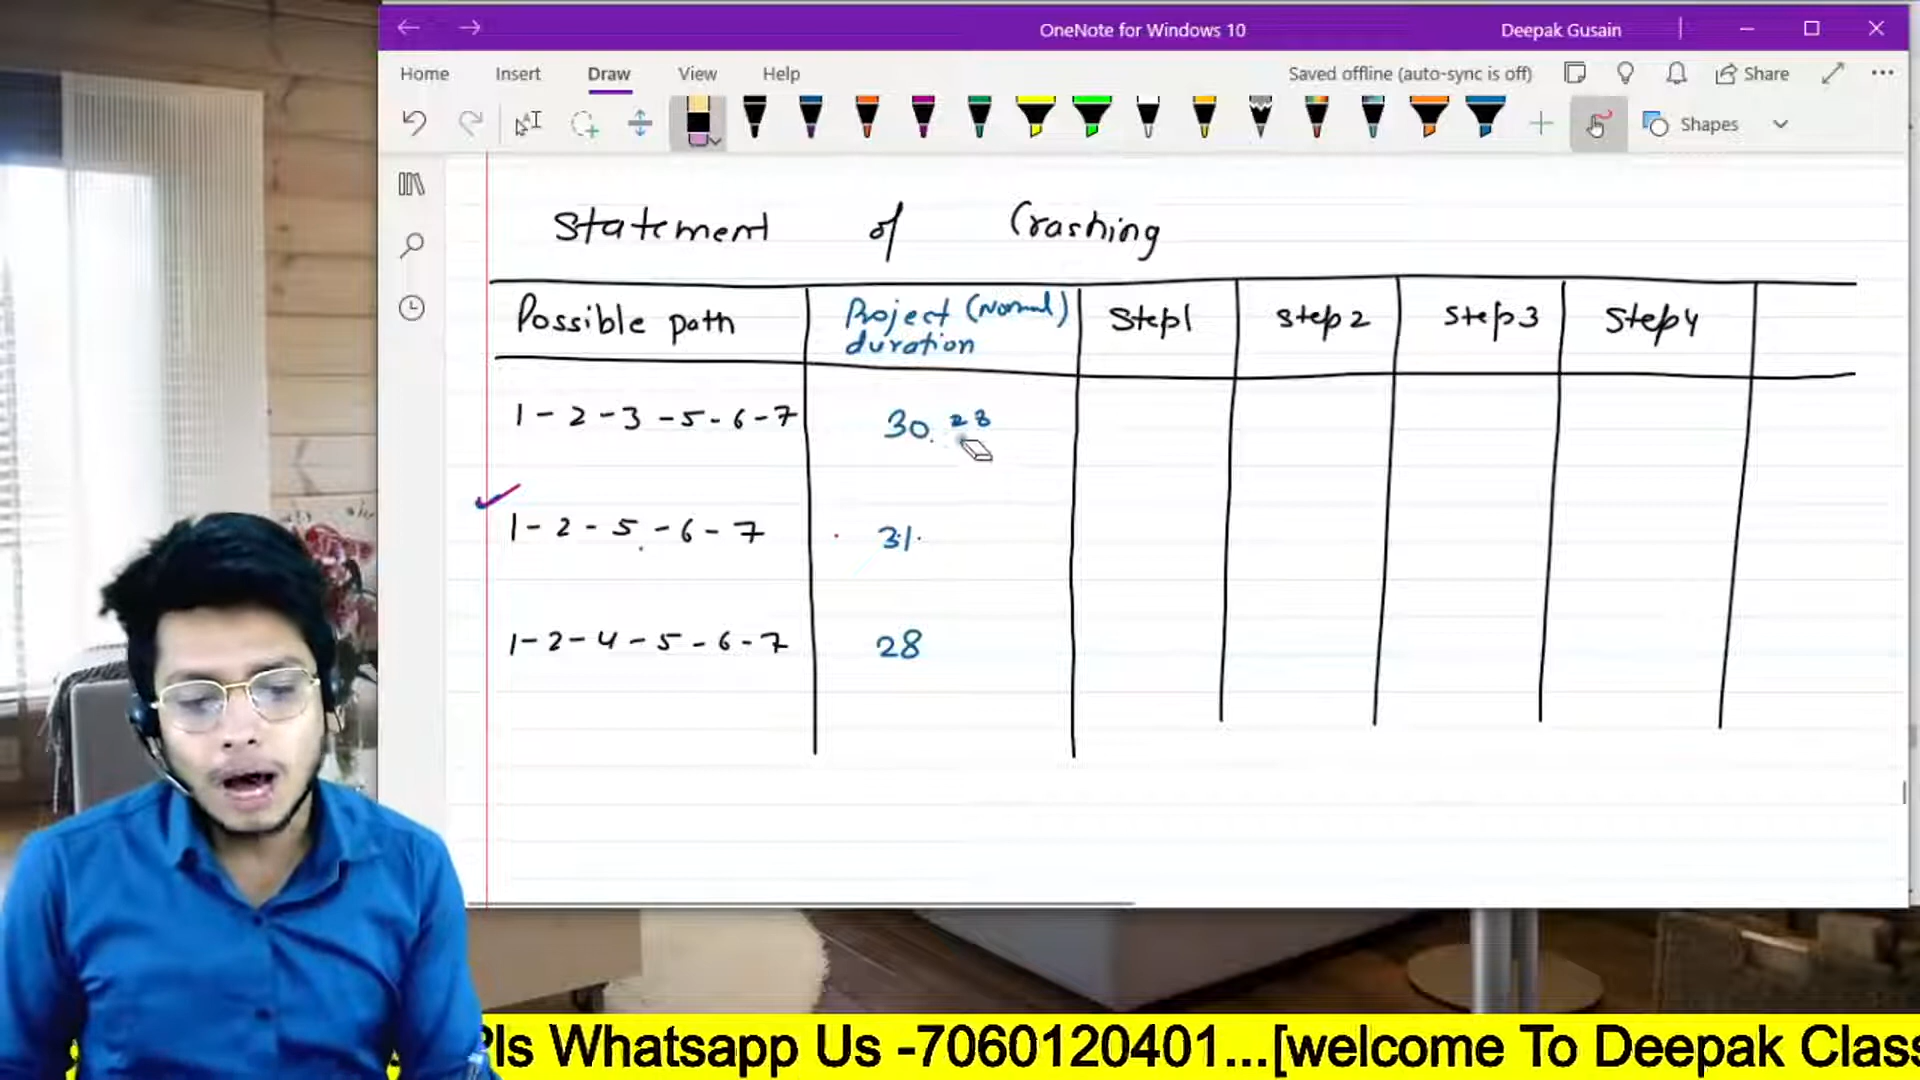 OneNote for Windows 10
Deepak Gusain
Home Insert Draw View Help
Saved offline (auto-sync is off)
Share
Shapes
Statement of Crashing
Possible path
Project (Normal) duration
Step1
Step2
Step3
Step4
1 - 2 - 3 - 5 - 6 - 7
30. 28
1 - 2 - 5 - 6 - 7
31
1 - 2 - 4 - 5 - 6 - 7
28
Pls Whatsapp Us -7060120401...[welcome To Deepak Class